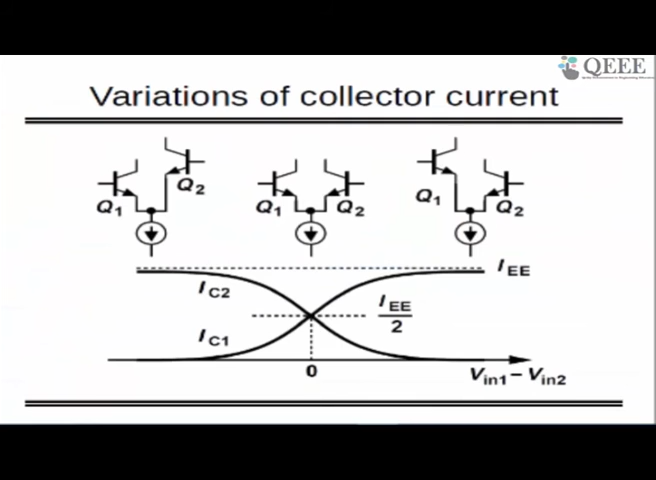 QEEE
Variations of collector current
Q1 Q2 Q1 Q2 Q1 Q2
IEE
IC2
IEE
2
IC1
0
Vin1 – Vin2